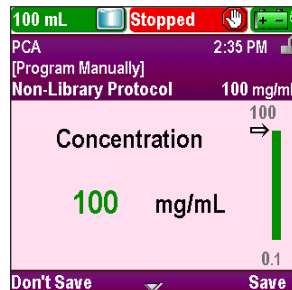 100 mL Stopped
PCA 2:35 PM
[Program Manually]
Non-Library Protocol 100 mg/ml
100
Concentration
100 mg/mL
0.1
Don't Save Save